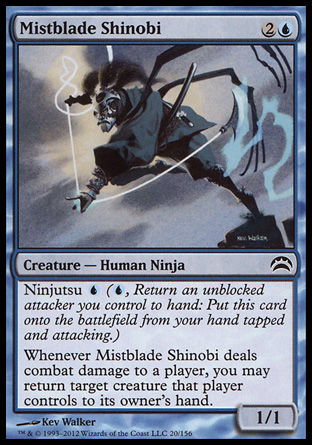 Mistblade Shinobi 2
KEV WALKER
Creature — Human Ninja
Ninjutsu (, Return an unblocked
attacker you control to hand: Put this card
onto the battlefield from your hand tapped
and attacking.)
Whenever Mistblade Shinobi deals
combat damage to a player, you may
return target creature that player
controls to its owner's hand.
Kev Walker
™ & © 1993–2012 Wizards of the Coast LLC 20/156
1/1